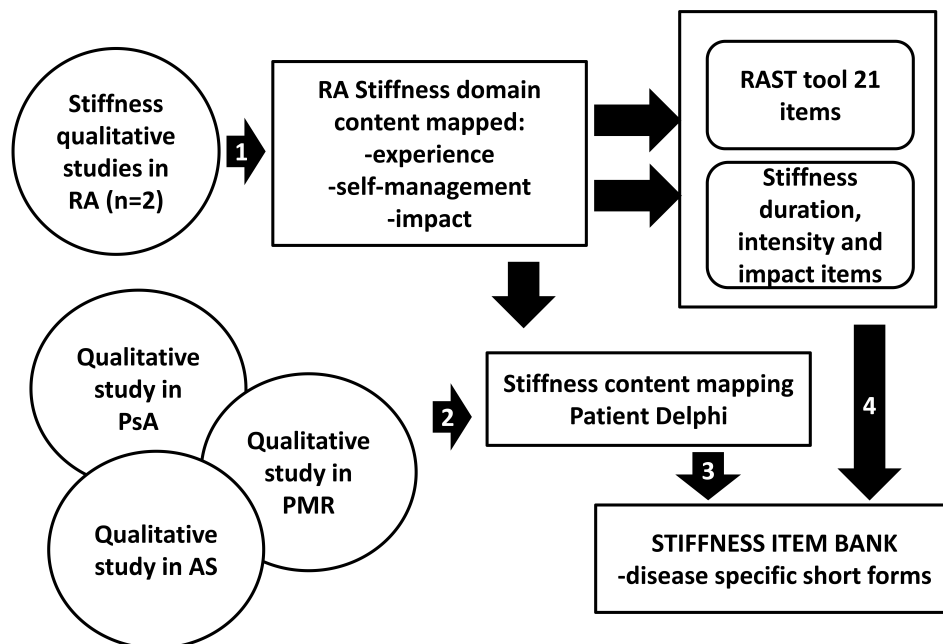 Stiffness
qualitative
studies in
RA (n=2)
1
RA Stiffness domain
content mapped:
-experience
-self-management
-impact
RAST tool 21
items
Stiffness
duration,
intensity and
impact items
Qualitative
study in
PsA
Qualitative
study in
PMR
Qualitative
study in AS
2
Stiffness content mapping
Patient Delphi
3
4
STIFFNESS ITEM BANK
-disease specific short forms